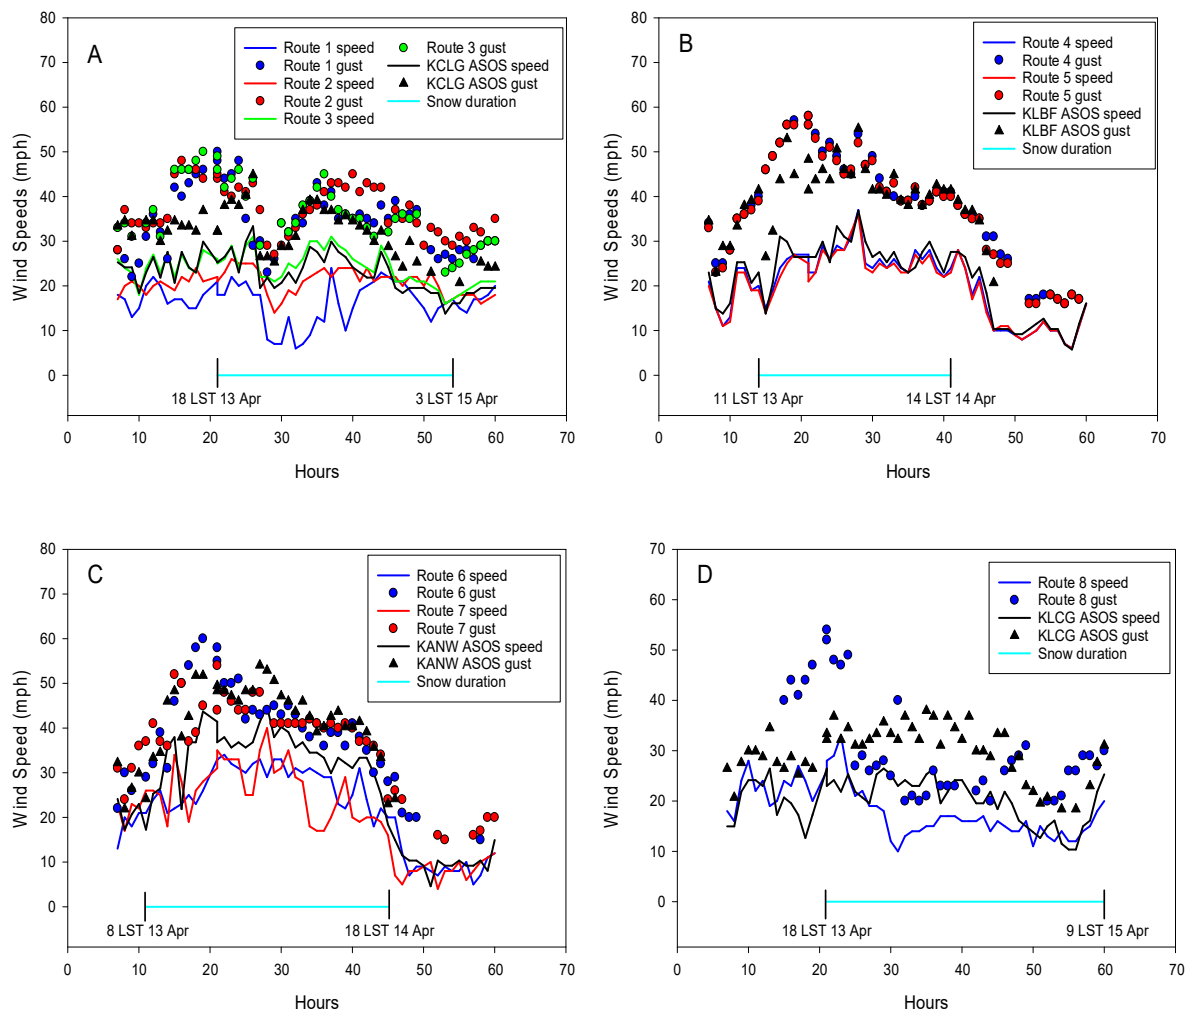 A
Route 1 speed
Route 1 gust
Route 2 speed
Route 2 gust
Route 3 speed
Route 3 gust
KCLG ASOS speed
KCLG ASOS gust
Snow duration
Wind Speeds (mph)
80
70
60
50
40
30
20
10
0
18 LST 13 Apr
3 LST 15 Apr
0 10 20 30 40 50 60 70
Hours
B
Route 4 speed
Route 4 gust
Route 5 speed
Route 5 gust
KLBF ASOS speed
KLBF ASOS gust
Snow duration
Wind Speeds (mph)
80
70
60
50
40
30
20
10
0
11 LST 13 Apr
14 LST 14 Apr
0 10 20 30 40 50 60 70
Hours
C
Route 6 speed
Route 6 gust
Route 7 speed
Route 7 gust
KANW ASOS speed
KANW ASOS gust
Snow duration
Wind Speed (mph)
80
70
60
50
40
30
20
10
0
8 LST 13 Apr
18 LST 14 Apr
0 10 20 30 40 50 60 70
Hours
D
Route 8 speed
Route 8 gust
KLCG ASOS speed
KLCG ASOS gust
Snow duration
Wind Speed (mph)
70
60
50
40
30
20
10
0
18 LST 13 Apr
9 LST 15 Apr
0 10 20 30 40 50 60 70
Hours